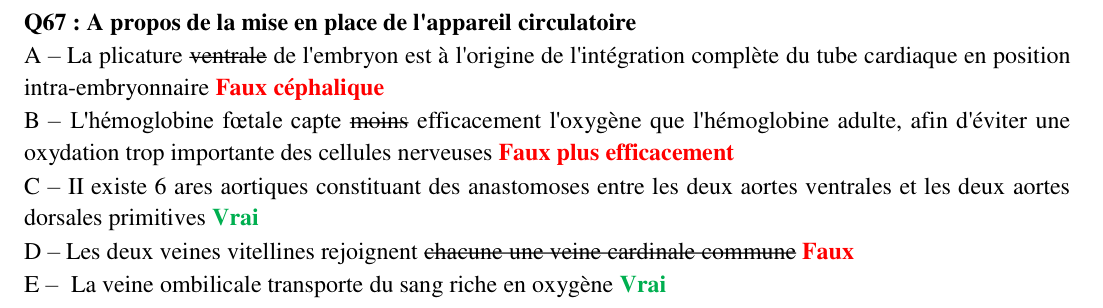 Q67 : A propos de la mise en place de l'appareil circulatoire
A – La plicature ventrale de l'embryon est à l'origine de l'intégration complète du tube cardiaque en position
intra-embryonnaire Faux céphalique
B – L'hémoglobine fœtale capte moins efficacement l'oxygène que l'hémoglobine adulte, afin d'éviter une
oxydation trop importante des cellules nerveuses Faux plus efficacement
C – II existe 6 ares aortiques constituant des anastomoses entre les deux aortes ventrales et les deux aortes
dorsales primitives Vrai
D – Les deux veines vitellines rejoignent chacune une veine cardinale commune Faux
E – La veine ombilicale transporte du sang riche en oxygène Vrai